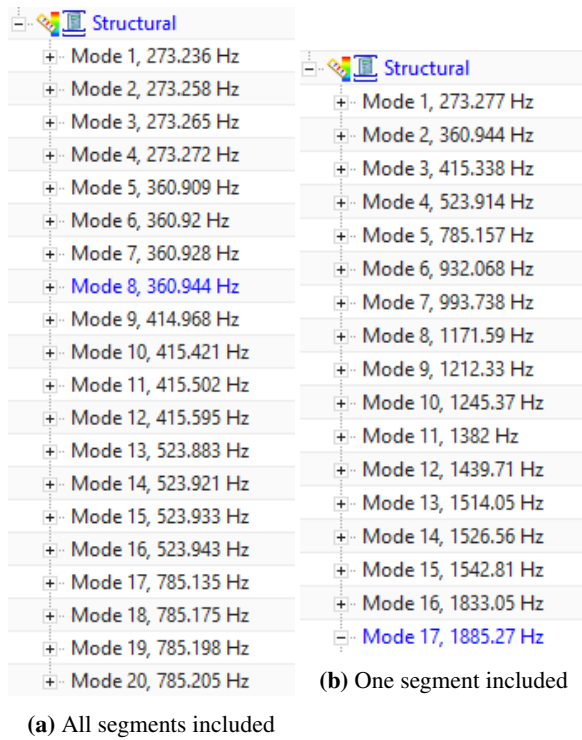 Structural
Mode 1, 273.236 Hz
Mode 2, 273.258 Hz
Mode 3, 273.265 Hz
Mode 4, 273.272 Hz
Mode 5, 360.909 Hz
Mode 6, 360.92 Hz
Mode 7, 360.928 Hz
Mode 8, 360.944 Hz
Mode 9, 414.968 Hz
Mode 10, 415.421 Hz
Mode 11, 415.502 Hz
Mode 12, 415.595 Hz
Mode 13, 523.883 Hz
Mode 14, 523.921 Hz
Mode 15, 523.933 Hz
Mode 16, 523.943 Hz
Mode 17, 785.135 Hz
Mode 18, 785.175 Hz
Mode 19, 785.198 Hz
Mode 20, 785.205 Hz
(a) All segments included
Structural
Mode 1, 273.277 Hz
Mode 2, 360.944 Hz
Mode 3, 415.338 Hz
Mode 4, 523.914 Hz
Mode 5, 785.157 Hz
Mode 6, 932.068 Hz
Mode 7, 993.738 Hz
Mode 8, 1171.59 Hz
Mode 9, 1212.33 Hz
Mode 10, 1245.37 Hz
Mode 11, 1382 Hz
Mode 12, 1439.71 Hz
Mode 13, 1514.05 Hz
Mode 14, 1526.56 Hz
Mode 15, 1542.81 Hz
Mode 16, 1833.05 Hz
Mode 17, 1885.27 Hz
(b) One segment included